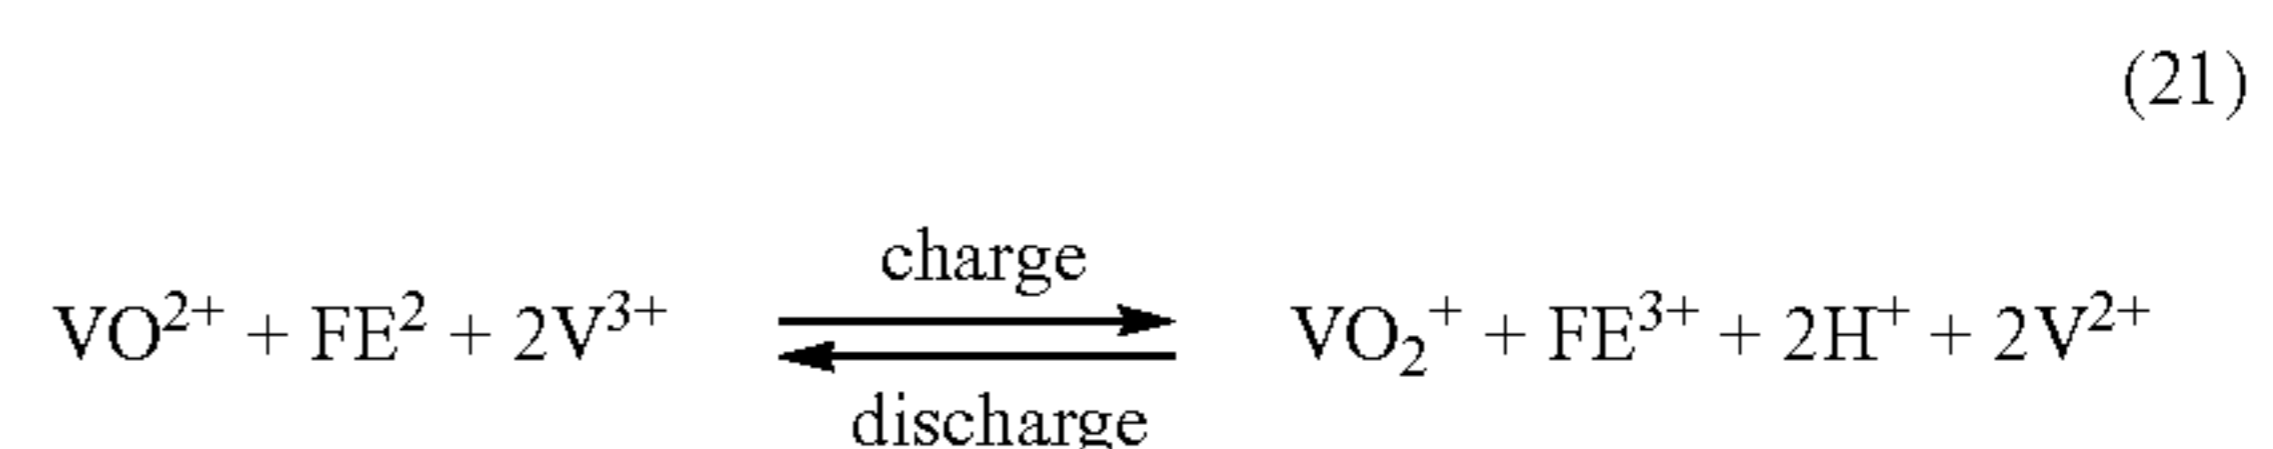 (21)
charge
VO²⁺ + FE² + 2V³⁺ ⇌ VO₂⁺ + FE³⁺ + 2H⁺ + 2V²⁺
discharge